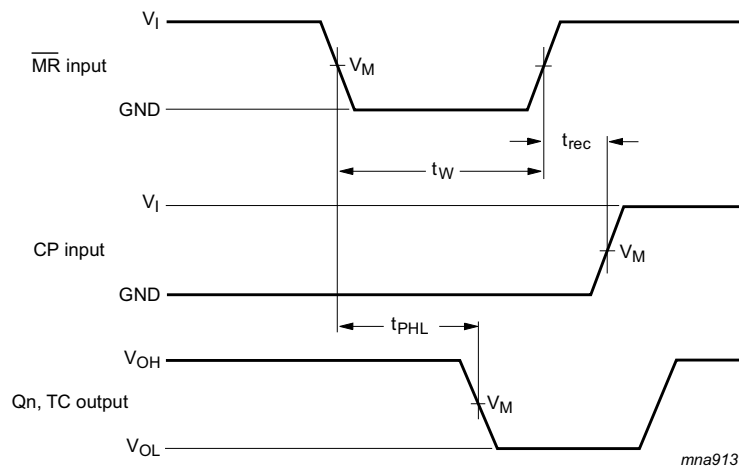 V_I
M̅R̅ input
V_M
GND
t_rec
t_W
V_I
CP input
V_M
GND
t_PHL
V_OH
Qn, TC output
V_M
V_OL
mna913